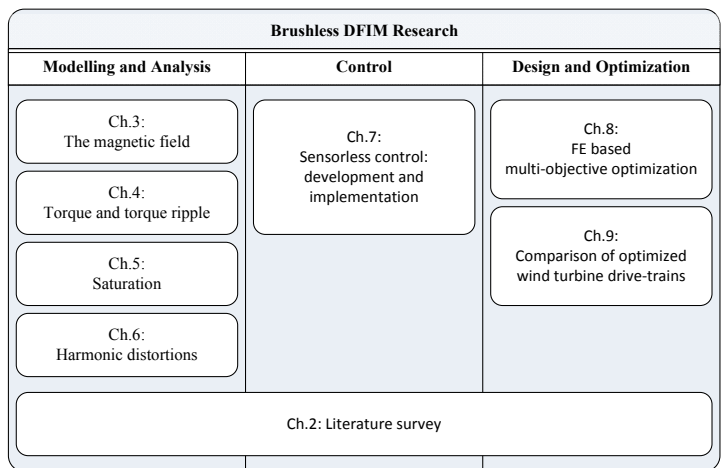 Brushless DFIM Research
Modelling and Analysis
Control
Design and Optimization
Ch.3:
The magnetic field
Ch.4:
Torque and torque ripple
Ch.5:
Saturation
Ch.6:
Harmonic distortions
Ch.7:
Sensorless control:
development and
implementation
Ch.8:
FE based
multi-objective optimization
Ch.9:
Comparison of optimized
wind turbine drive-trains
Ch.2: Literature survey